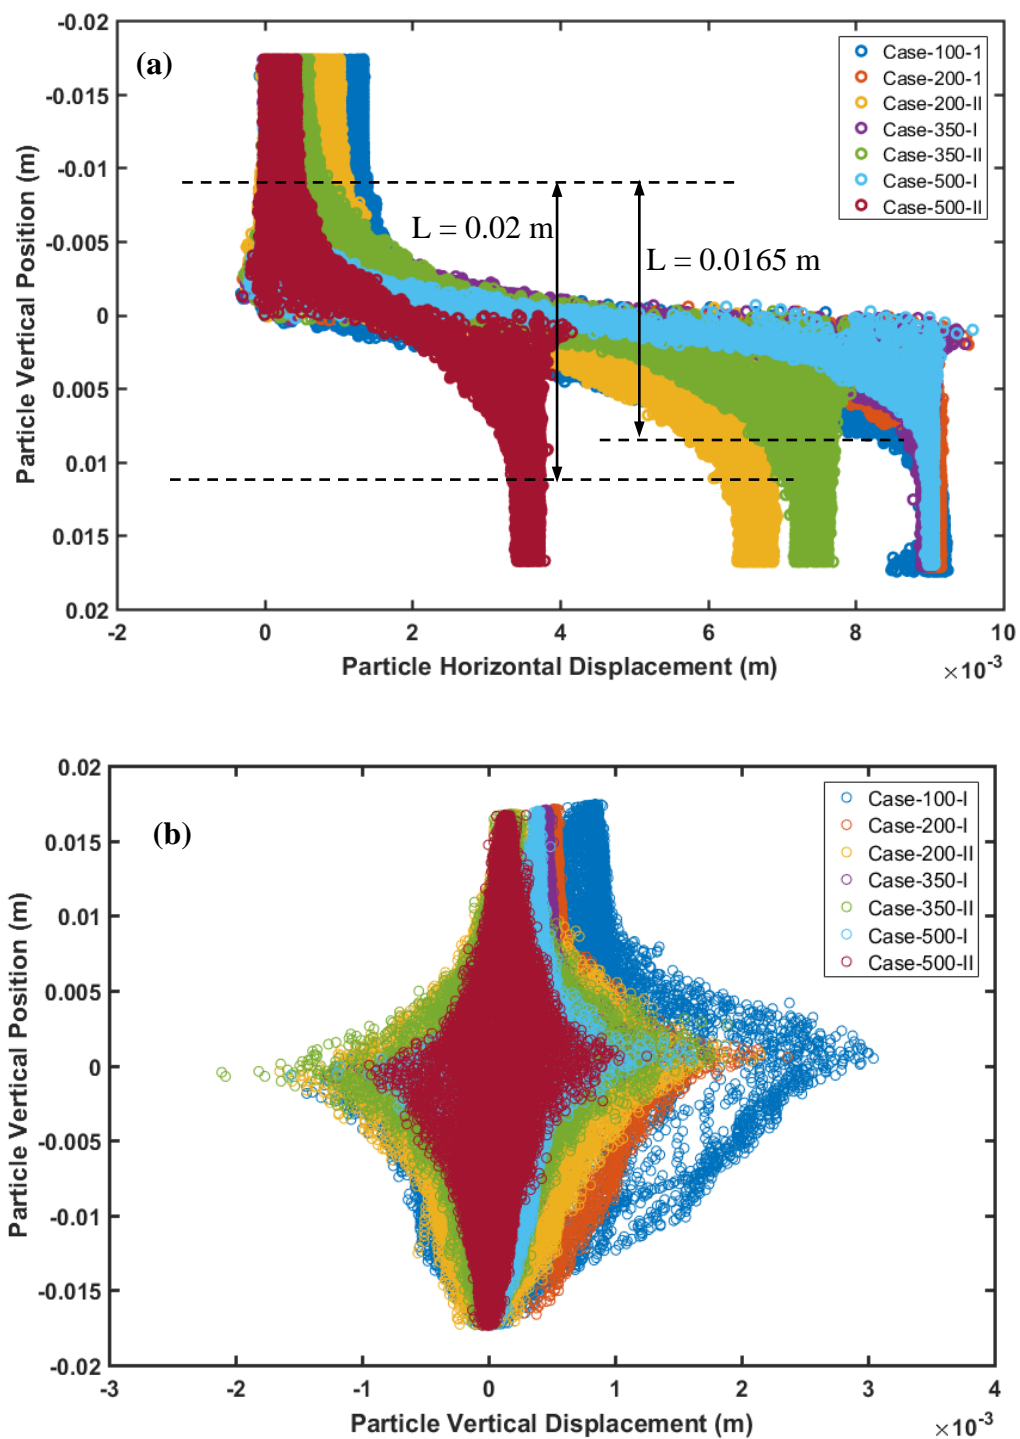 (a)
-0.02
-0.015
-0.01
-0.005
0
0.005
0.01
0.015
0.02
Particle Vertical Position (m)
Case-100-1
Case-200-1
Case-200-II
Case-350-I
Case-350-II
Case-500-I
Case-500-II
L = 0.02 m
L = 0.0165 m
-2 0 2 4 6 8 10
Particle Horizontal Displacement (m)
×10-3
(b)
0.02
0.015
0.01
0.005
0
-0.005
-0.01
-0.015
-0.02
Particle Vertical Position (m)
Case-100-I
Case-200-I
Case-200-II
Case-350-I
Case-350-II
Case-500-I
Case-500-II
-3 -2 -1 0 1 2 3 4
Particle Vertical Displacement (m)
×10-3